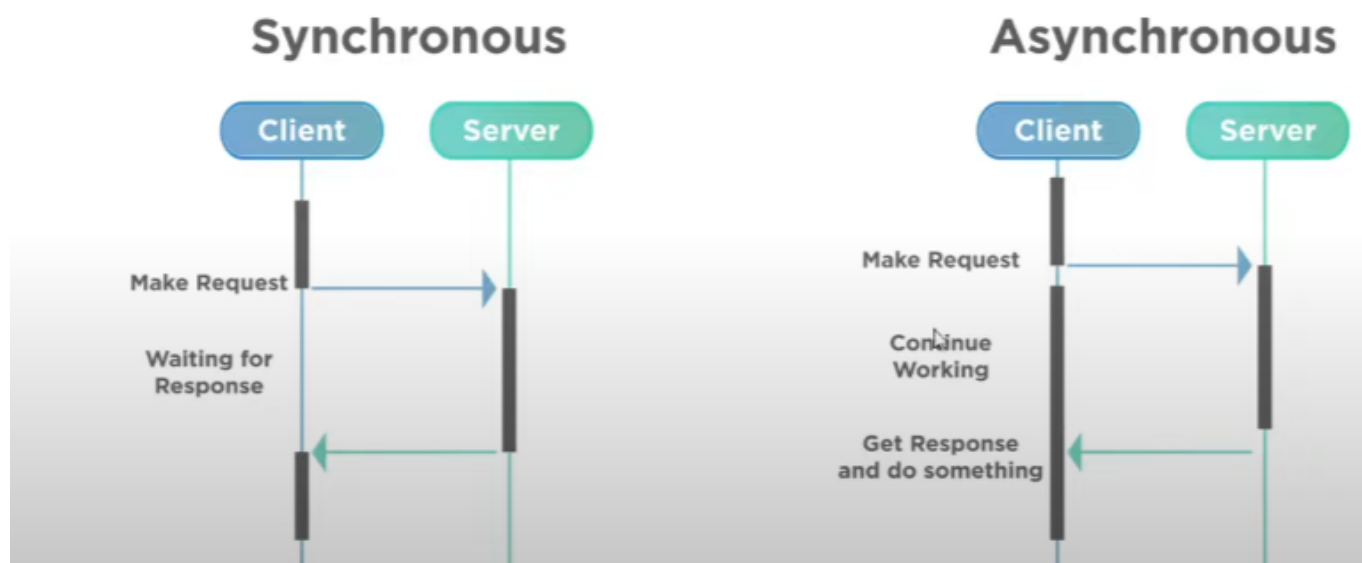 Synchronous
Client
Server
Make Request
Waiting for
Response
Asynchronous
Client
Server
Make Request
Continue
Working
Get Response
and do something